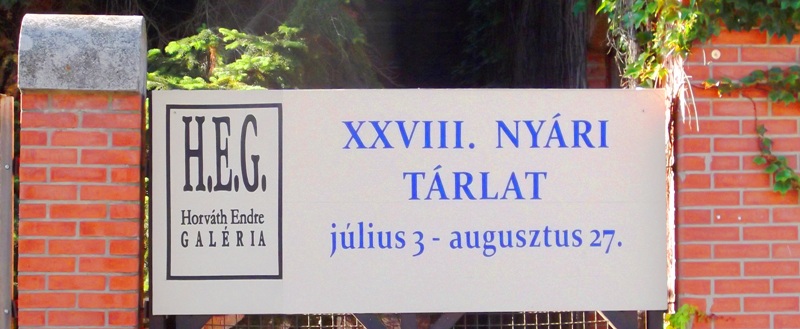 H.E.G.
Horváth Endre
GALÉRIA
XXVIII. NYÁRI
TÁRLAT
július 3 - augusztus 27.